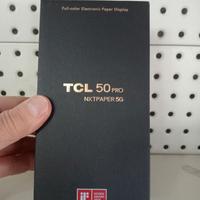 Full-color Electronic Paper Display
TCL 50 PRO
NXTPAPER 5G